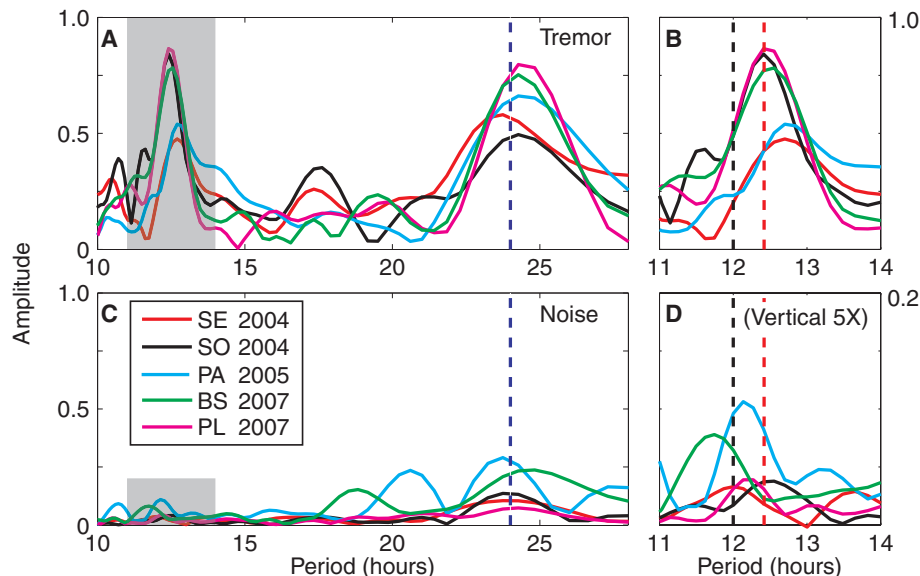 1.0
A
Tremor
0.5
0
10
15
20
25
B
1.0
11
12
13
14
Amplitude
1.0
C
Noise
SE 2004
SO 2004
PA 2005
BS 2007
PL 2007
0.5
0
10
15
20
25
Period (hours)
D
(Vertical 5X)
0.2
11
12
13
14
Period (hours)